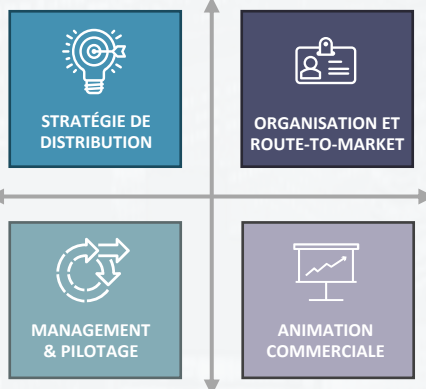 STRATÉGIE DE
DISTRIBUTION
ORGANISATION ET
ROUTE-TO-MARKET
MANAGEMENT
& PILOTAGE
ANIMATION
COMMERCIALE